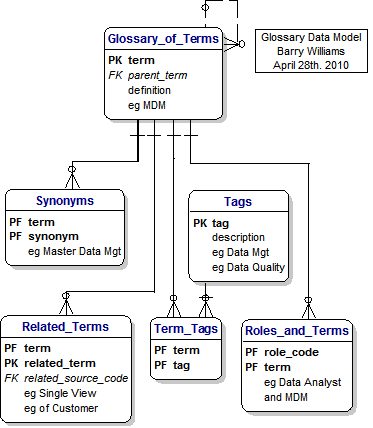 Glossary_of_Terms
PK term
FK parent_term
definition
eg MDM
Glossary Data Model
Barry Williams
April 28th. 2010
Synonyms
PF term
PF synonym
eg Master Data Mgt
Tags
PK tag
description
eg Data Mgt
eg Data Quality
Related_Terms
PF term
PK related_term
FK related_source_code
eg Single View
eg of Customer
Term_Tags
PF term
PF tag
Roles_and_Terms
PF role_code
PF term
eg Data Analyst
and MDM